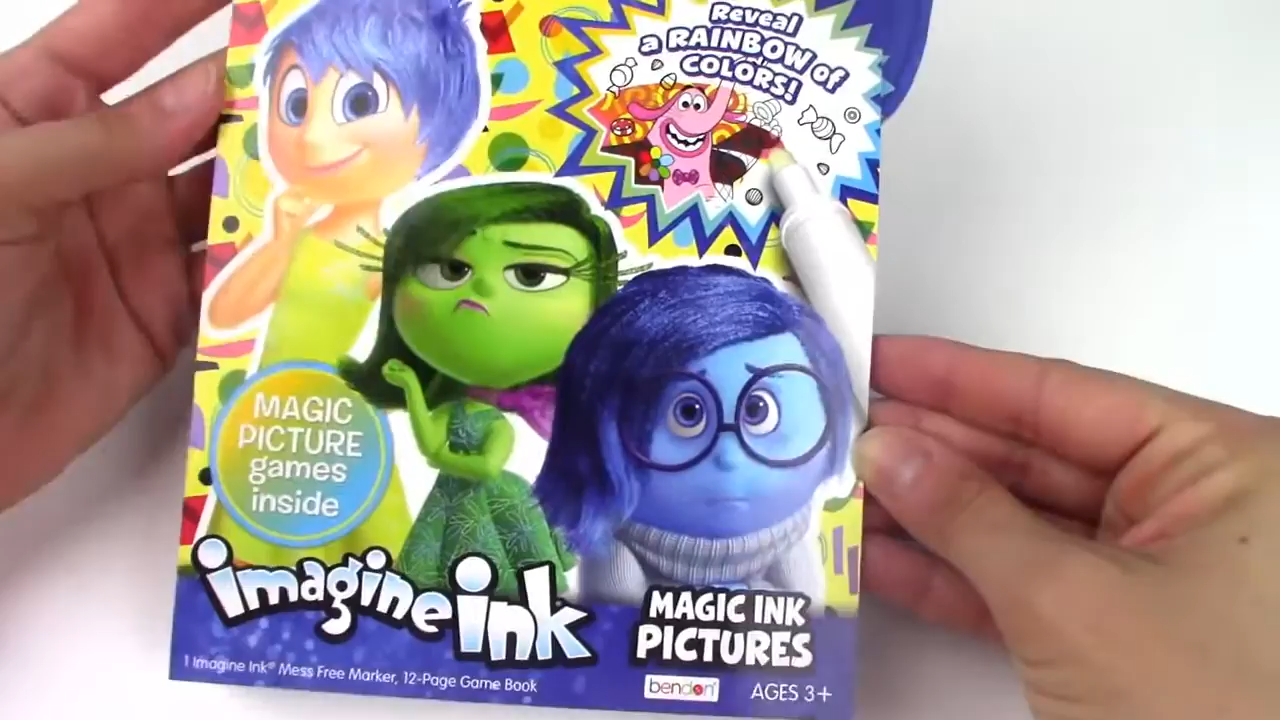 Reveal
a RAINBOW of
COLORS!
MAGIC
PICTURE
games
inside
imagine ink
MAGIC INK
PICTURES
1 Imagine Ink® Mess Free Marker, 12-Page Game Book
bendon®
AGES 3+